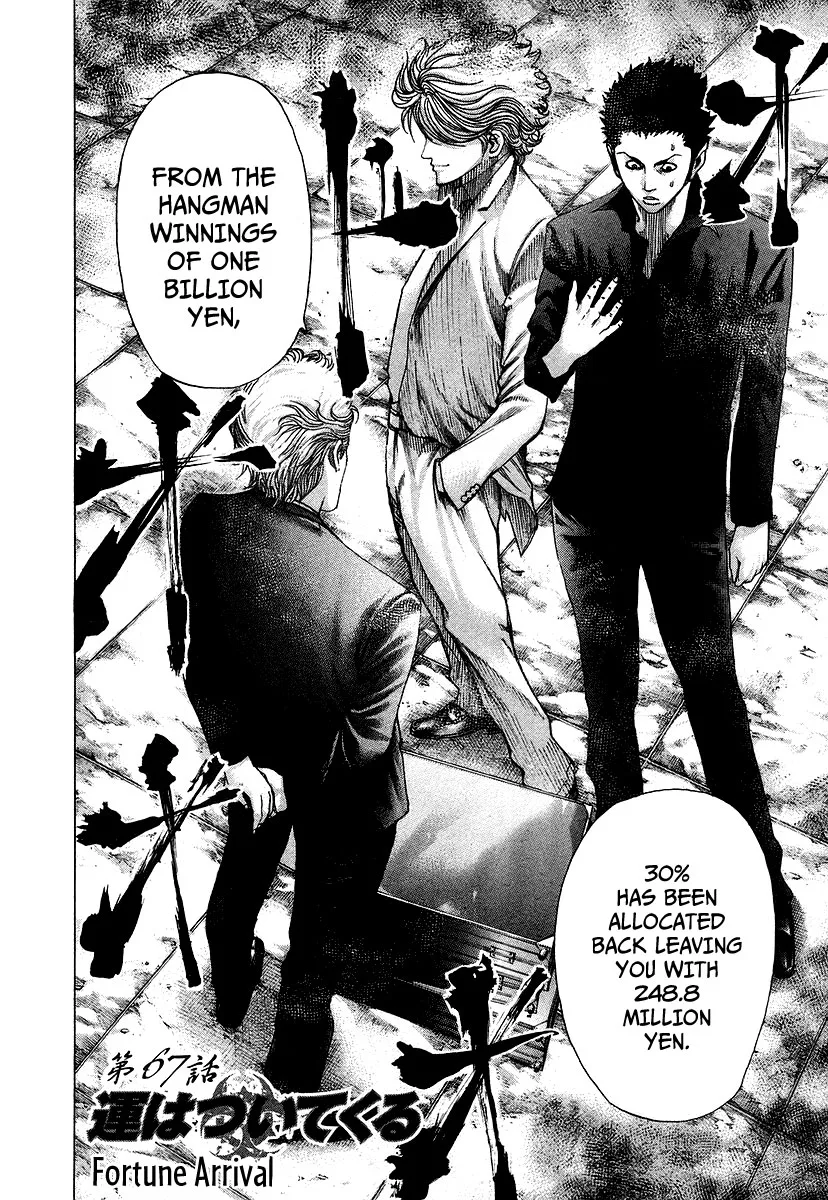 FROM THE
HANGMAN
WINNINGS
OF ONE
BILLION
YEN,
30%
HAS BEEN
ALLOCATED
BACK LEAVING
YOU WITH
248.8
MILLION
YEN.
第67話
運はついてくる
Fortune Arrival